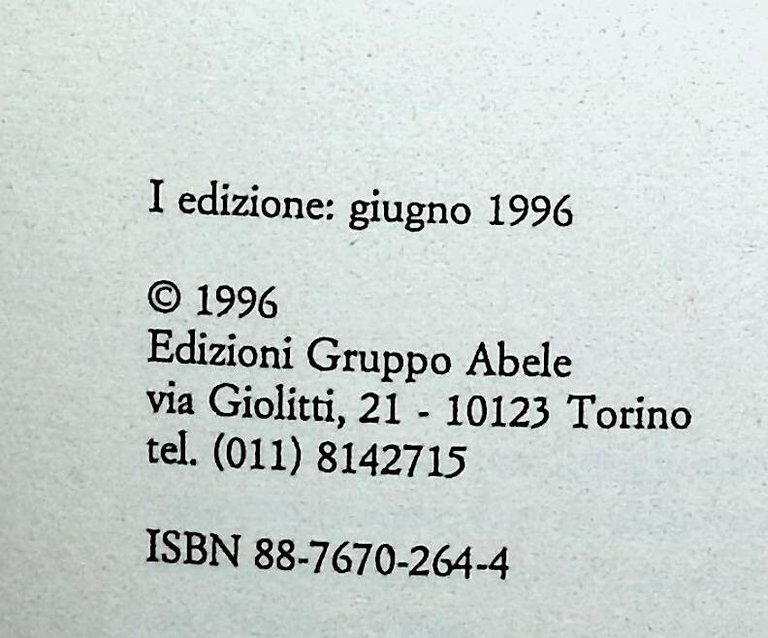 I edizione: giugno 1996
© 1996
Edizioni Gruppo Abele
via Giolitti, 21 - 10123 Torino
tel. (011) 8142715
ISBN 88-7670-264-4